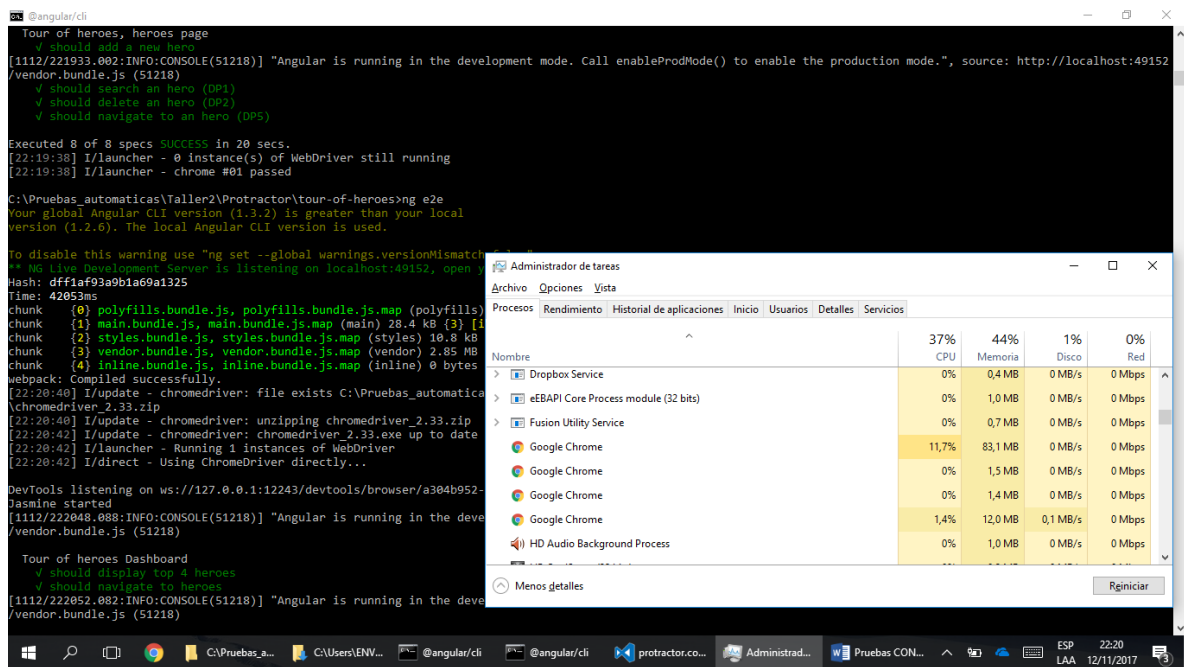 @angular/cli
Tour of heroes, heroes page
√ should add a new hero
[1112/221933.002:INFO:CONSOLE(51218)] "Angular is running in the development mode. Call enableProdMode() to enable the production mode.", source: http://localhost:49152
/vendor.bundle.js (51218)
√ should search an hero (DP1)
√ should delete an hero (DP2)
√ should navigate to an hero (DP5)
Executed 8 of 8 specs SUCCESS in 20 secs.
[22:19:38] I/launcher - 0 instance(s) of WebDriver still running
[22:19:38] I/launcher - chrome #01 passed
C:\Pruebas_automaticas\Taller2\Protractor\tour-of-heroes>ng e2e
Your global Angular CLI version (1.3.2) is greater than your local
version (1.2.6). The local Angular CLI version is used.
To disable this warning use "ng set --global warnings.versionMismatch
** NG Live Development Server is listening on localhost:49152, open y
Hash: dff1af93a9b1a69a1325
Time: 42053ms
chunk {0} polyfills.bundle.js, polyfills.bundle.js.map (polyfills)
chunk {1} main.bundle.js, main.bundle.js.map (main) 28.4 kB {3} [i
chunk {2} styles.bundle.js, styles.bundle.js.map (styles) 10.8 kB
chunk {3} vendor.bundle.js, vendor.bundle.js.map (vendor) 2.85 MB
chunk {4} inline.bundle.js, inline.bundle.js.map (inline) 0 bytes
webpack: Compiled successfully.
[22:20:40] I/update - chromedriver: file exists C:\Pruebas_automatica
\chromedriver_2.33.zip
[22:20:40] I/update - chromedriver: unzipping chromedriver_2.33.zip
[22:20:42] I/update - chromedriver: chromedriver_2.33.exe up to date
[22:20:42] I/launcher - Running 1 instances of WebDriver
[22:20:42] I/direct - Using ChromeDriver directly...
DevTools listening on ws://127.0.0.1:12243/devtools/browser/a304b952-
Jasmine started
[1112/222048.088:INFO:CONSOLE(51218)] "Angular is running in the deve
/vendor.bundle.js (51218)
Tour of heroes Dashboard
√ should display top 4 heroes
√ should navigate to heroes
[1112/222052.082:INFO:CONSOLE(51218)] "Angular is running in the deve
/vendor.bundle.js (51218)
Administrador de tareas
Archivo Opciones Vista
Procesos Rendimiento Historial de aplicaciones Inicio Usuarios Detalles Servicios
37% 44% 1% 0%
Nombre CPU Memoria Disco Red
Dropbox Service 0% 0,4 MB 0 MB/s 0 Mbps
eEBAPI Core Process module (32 bits) 0% 1,0 MB 0 MB/s 0 Mbps
Fusion Utility Service 0% 0,7 MB 0 MB/s 0 Mbps
Google Chrome 11,7% 83,1 MB 0 MB/s 0 Mbps
Google Chrome 0% 1,5 MB 0 MB/s 0 Mbps
Google Chrome 0% 1,4 MB 0 MB/s 0 Mbps
Google Chrome 1,4% 12,0 MB 0,1 MB/s 0 Mbps
HD Audio Background Process 0% 1,0 MB 0 MB/s 0 Mbps
Menos detalles Reiniciar
C:\Pruebas_a... C:\Users\ENV... @angular/cli @angular/cli protractor.co... Administrad... Pruebas CON... ESP 22:20
LAA 12/11/2017 3